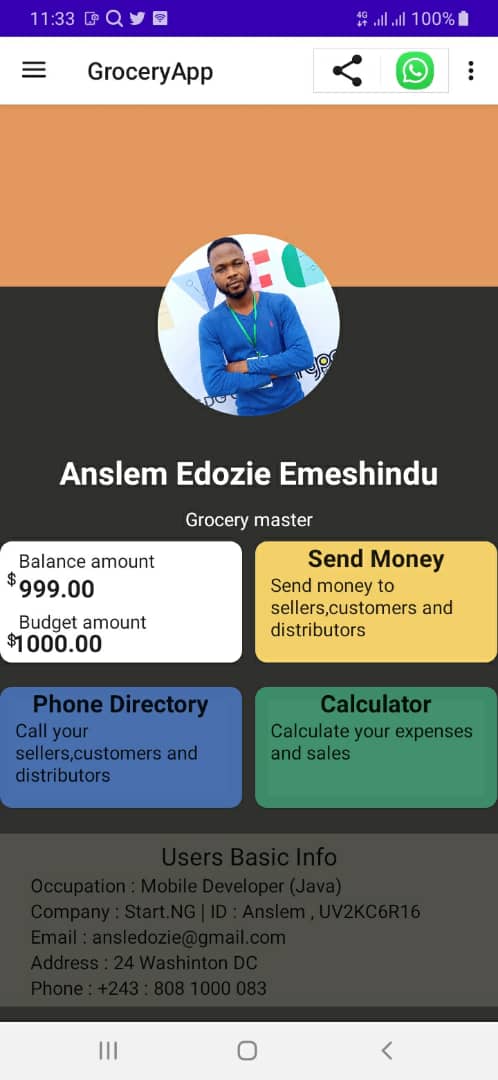 11:33
4G
100%
GroceryApp
Anslem Edozie Emeshindu
Grocery master
Balance amount
$999.00
Budget amount
$1000.00
Send Money
Send money to
sellers,customers and
distributors
Phone Directory
Call your
sellers,customers and
distributors
Calculator
Calculate your expenses
and sales
Users Basic Info
Occupation : Mobile Developer (Java)
Company : Start.NG | ID : Anslem , UV2KC6R16
Email : ansledozie@gmail.com
Address : 24 Washinton DC
Phone : +243 : 808 1000 083